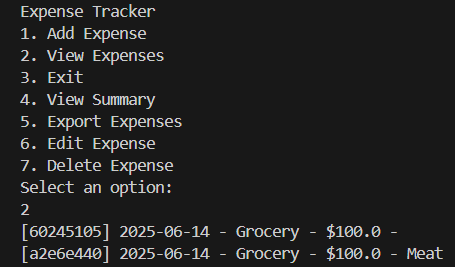 Expense Tracker
1. Add Expense
2. View Expenses
3. Exit
4. View Summary
5. Export Expenses
6. Edit Expense
7. Delete Expense
Select an option:
2
[60245105] 2025-06-14 - Grocery - $100.0 -
[a2e6e440] 2025-06-14 - Grocery - $100.0 - Meat